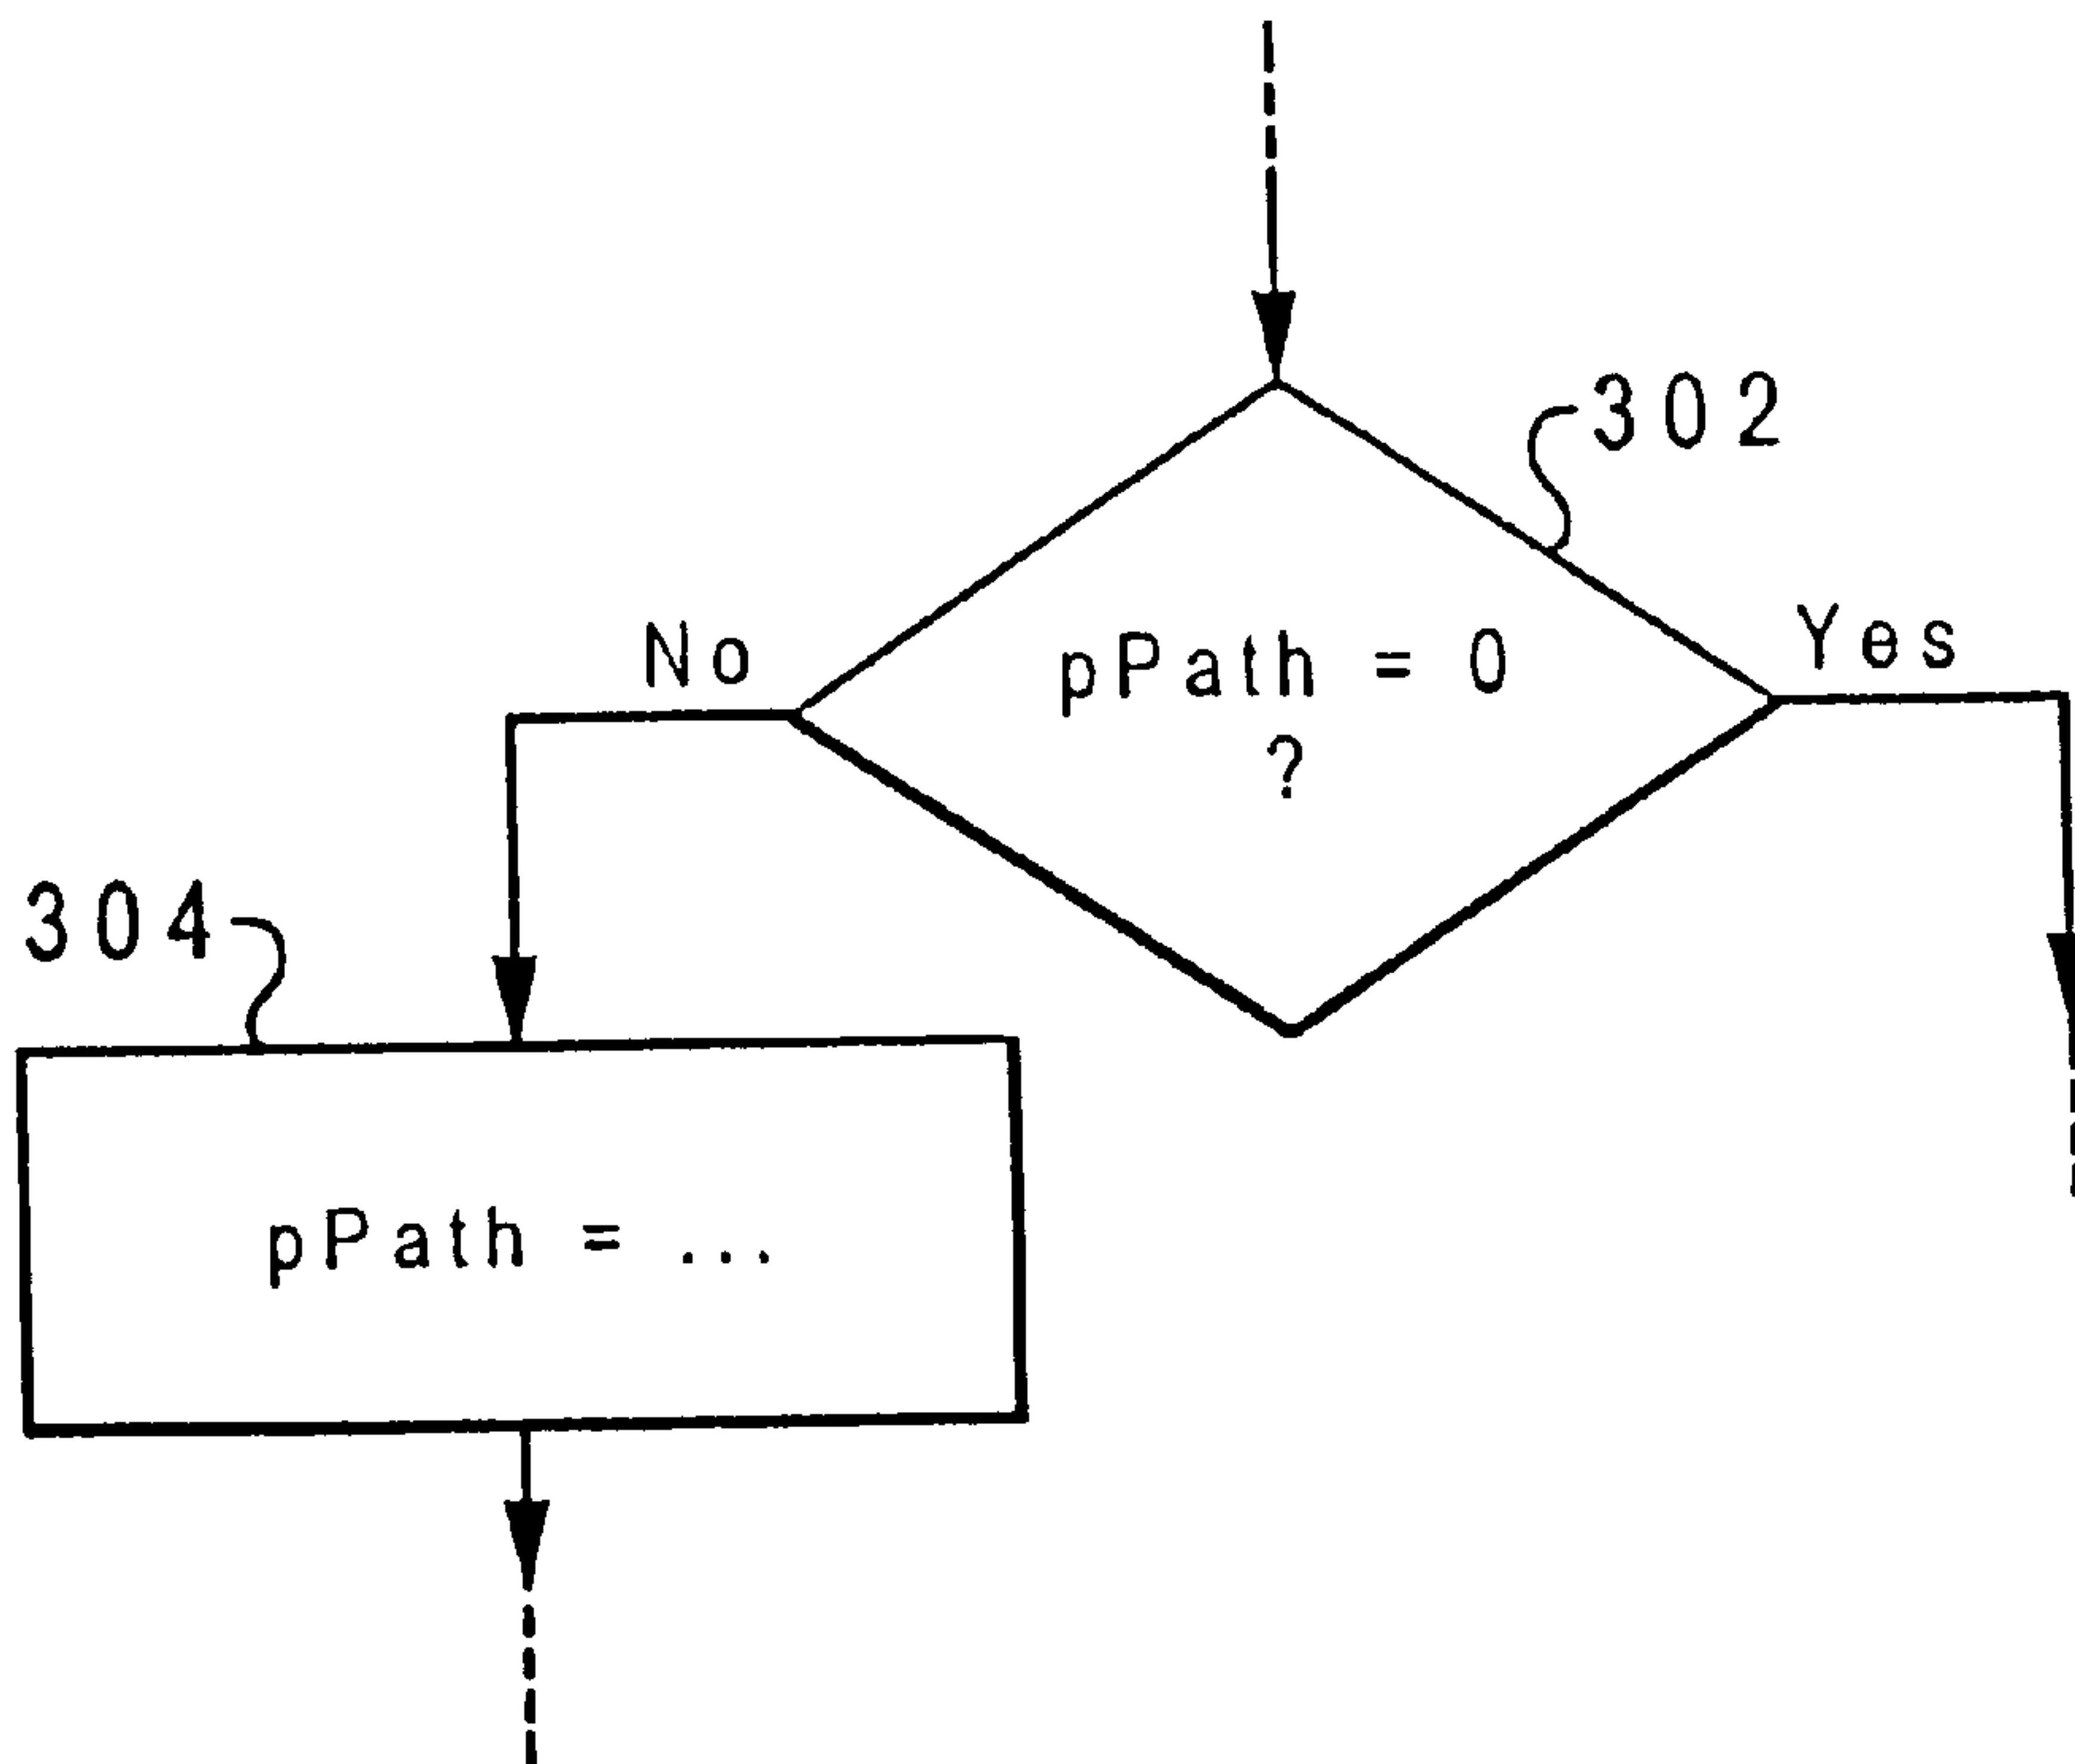 302
No
pPath = 0
?
Yes
304
pPath = ...